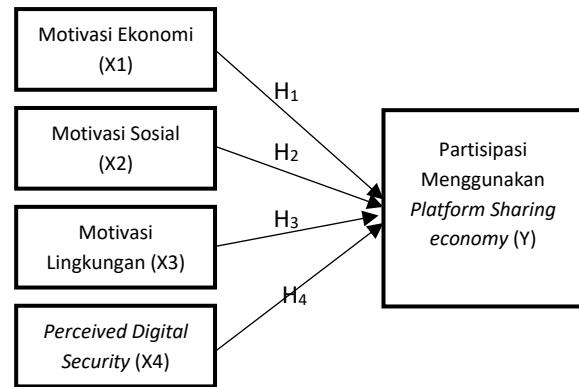 Motivasi Ekonomi
(X1)
H₁
Motivasi Sosial
(X2)
H₂
Motivasi
Lingkungan (X3)
H₃
Perceived Digital
Security (X4)
H₄
Partisipasi
Menggunakan
Platform Sharing
economy (Y)